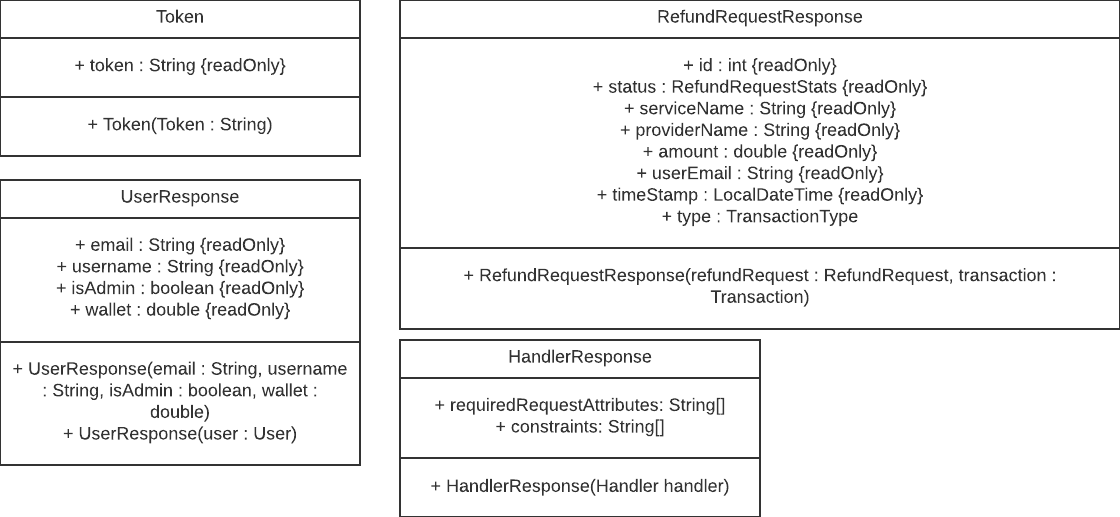 Token
+ token : String {readOnly}
+ Token(Token : String)
UserResponse
+ email : String {readOnly}
+ username : String {readOnly}
+ isAdmin : boolean {readOnly}
+ wallet : double {readOnly}
+ UserResponse(email : String, username
: String, isAdmin : boolean, wallet :
double)
+ UserResponse(user : User)
RefundRequestResponse
+ id : int {readOnly}
+ status : RefundRequestStats {readOnly}
+ serviceName : String {readOnly}
+ providerName : String {readOnly}
+ amount : double {readOnly}
+ userEmail : String {readOnly}
+ timeStamp : LocalDateTime {readOnly}
+ type : TransactionType
+ RefundRequestResponse(refundRequest : RefundRequest, transaction :
Transaction)
HandlerResponse
+ requiredRequestAttributes: String[]
+ constraints: String[]
+ HandlerResponse(Handler handler)